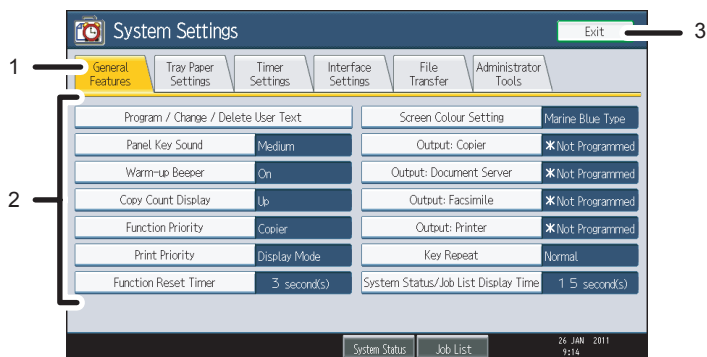 System Settings
Exit
3
1
General Features
Tray Paper Settings
Timer Settings
Interface Settings
File Transfer
Administrator Tools
2
Program / Change / Delete User Text
Screen Colour Setting Marine Blue Type
Panel Key Sound Medium
Output: Copier ✱Not Programmed
Warm-up Beeper On
Output: Document Server ✱Not Programmed
Copy Count Display Up
Output: Facsimile ✱Not Programmed
Function Priority Copier
Output: Printer ✱Not Programmed
Print Priority Display Mode
Key Repeat Normal
Function Reset Timer 3 second(s)
System Status/Job List Display Time 15 second(s)
System Status
Job List
26 JAN 2011
9:14